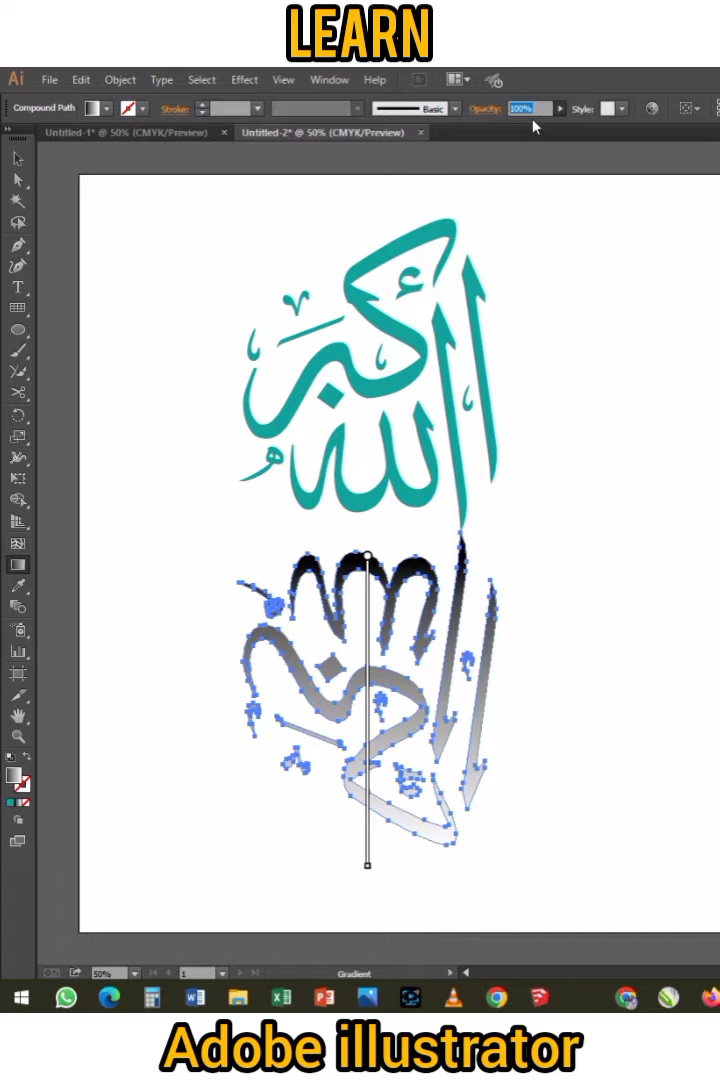 LEARN
Ai File Edit Object Type Select Effect View Window Help
Compound Path Stroke: Basic Opacity: 100% Style:
Untitled-1* @ 50% (CMYK/Preview) × Untitled-2* @ 50% (CMYK/Preview) ×
أكبر
الله
50% 1 Gradient
Adobe illustrator